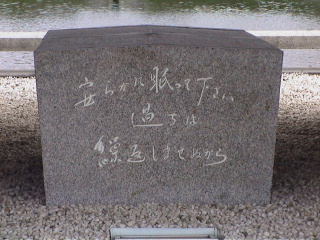 安らかに眠って下さい
過ちは
繰返しませぬから